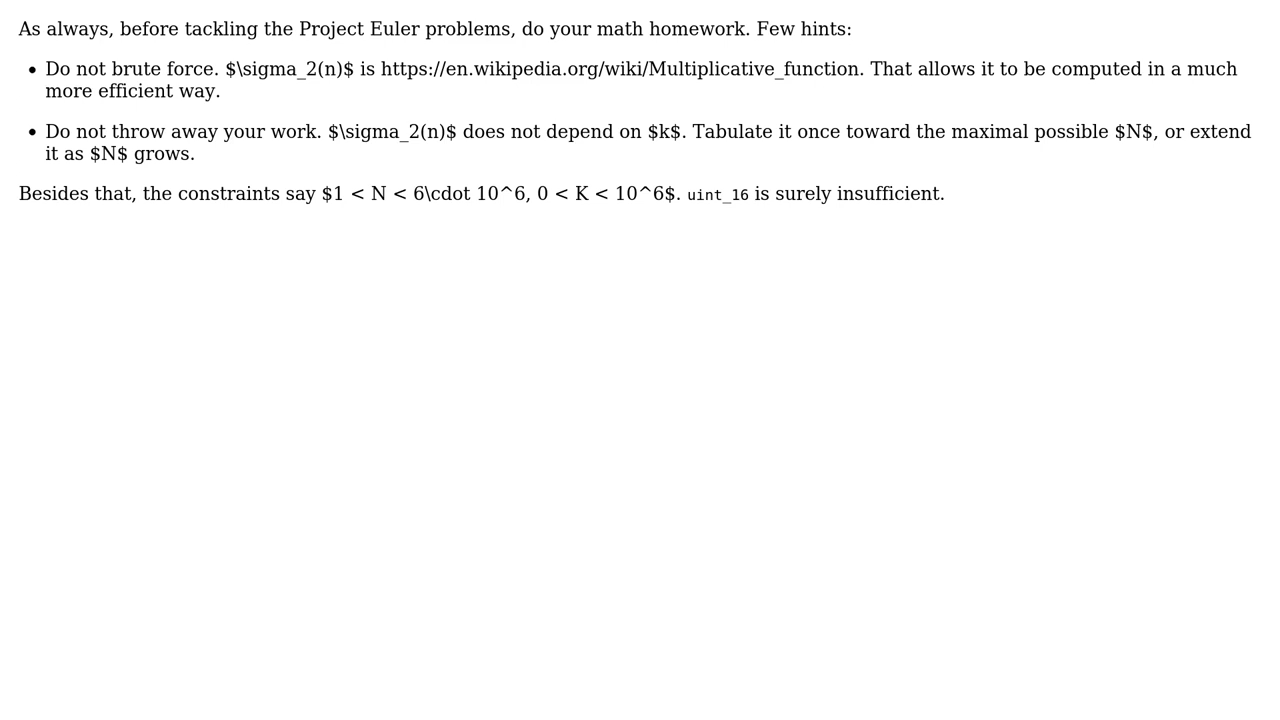 As always, before tackling the Project Euler problems, do your math homework. Few hints:
• Do not brute force. $\sigma_2(n)$ is https://en.wikipedia.org/wiki/Multiplicative_function. That allows it to be computed in a much
more efficient way.
• Do not throw away your work. $\sigma_2(n)$ does not depend on $k$. Tabulate it once toward the maximal possible $N$, or extend
it as $N$ grows.
Besides that, the constraints say $1 < N < 6\cdot 10^6, 0 < K < 10^6$. uint_16 is surely insufficient.